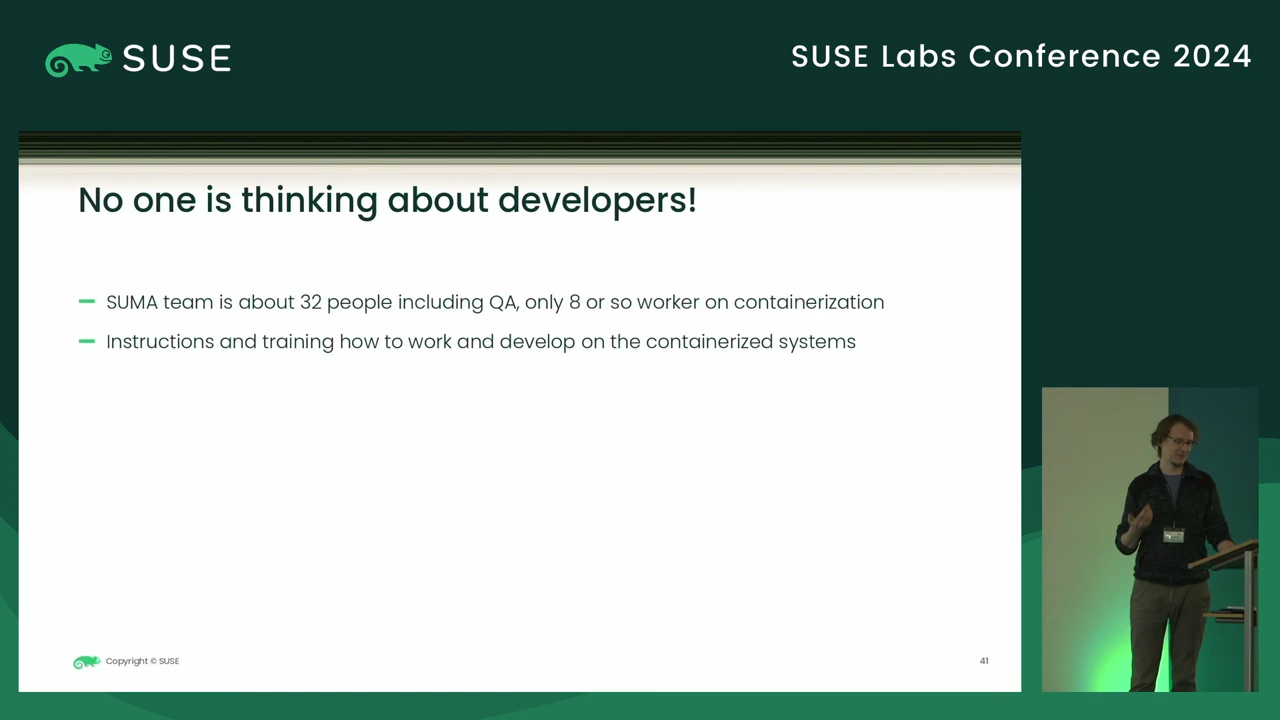 SUSE
SUSE Labs Conference 2024
No one is thinking about developers!
SUMA team is about 32 people including QA, only 8 or so worker on containerization
Instructions and training how to work and develop on the containerized systems
Copyright © SUSE
41